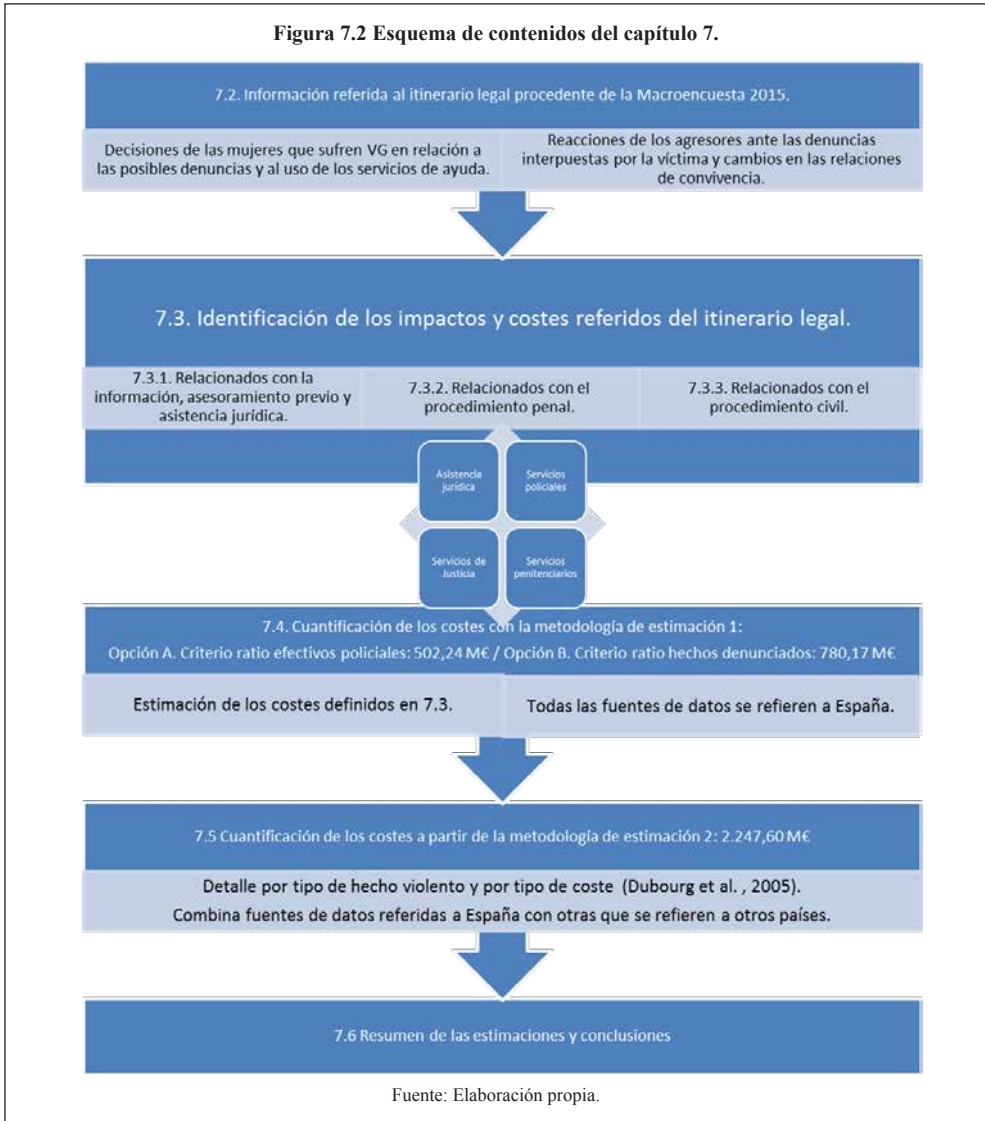 Figura 7.2 Esquema de contenidos del capítulo 7.
7.2. Información referida al itinerario legal procedente de la Macroencuesta 2015.
Decisiones de las mujeres que sufren VG en relación a
las posibles denuncias y al uso de los servicios de ayuda.
Reacciones de los agresores ante las denuncias
interpuestas por la víctima y cambios en las relaciones
de convivencia.
7.3. Identificación de los impactos y costes referidos del itinerario legal.
7.3.1. Relacionados con la
información, asesoramiento previo y
asistencia jurídica.
7.3.2. Relacionados con el
procedimiento penal.
7.3.3. Relacionados con el
procedimiento civil.
Asistencia
jurídica
Servicios
policiales
Servicios de
Justicia
Servicios
penitenciarios
7.4. Cuantificación de los costes con la metodología de estimación 1:
Opción A. Criterio ratio efectivos policiales: 502,24 M€ / Opción B. Criterio ratio hechos denunciados: 780,17 M€
Estimación de los costes definidos en 7.3.
Todas las fuentes de datos se refieren a España.
7.5 Cuantificación de los costes a partir de la metodología de estimación 2: 2.247,60 M€
Detalle por tipo de hecho violento y por tipo de coste (Dubourg et al. , 2005).
Combina fuentes de datos referidas a España con otras que se refieren a otros países.
7.6 Resumen de las estimaciones y conclusiones
Fuente: Elaboración propia.